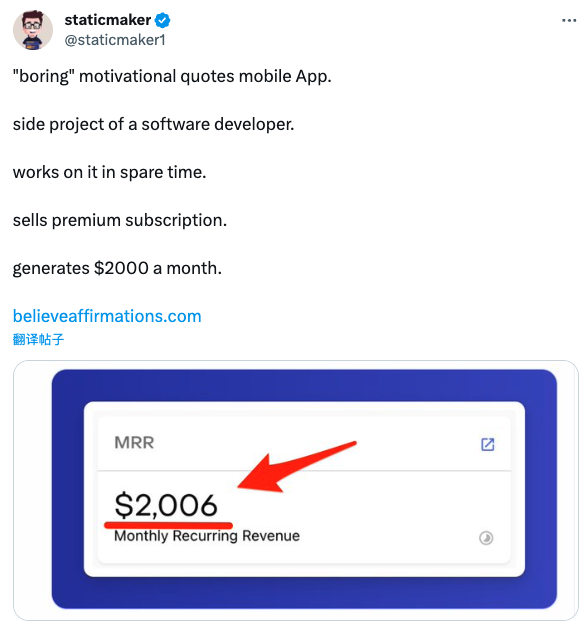 staticmaker
@staticmaker1
"boring" motivational quotes mobile App.
side project of a software developer.
works on it in spare time.
sells premium subscription.
generates $2000 a month.
believeaffirmations.com
翻译帖子
MRR
$2,006
Monthly Recurring Revenue